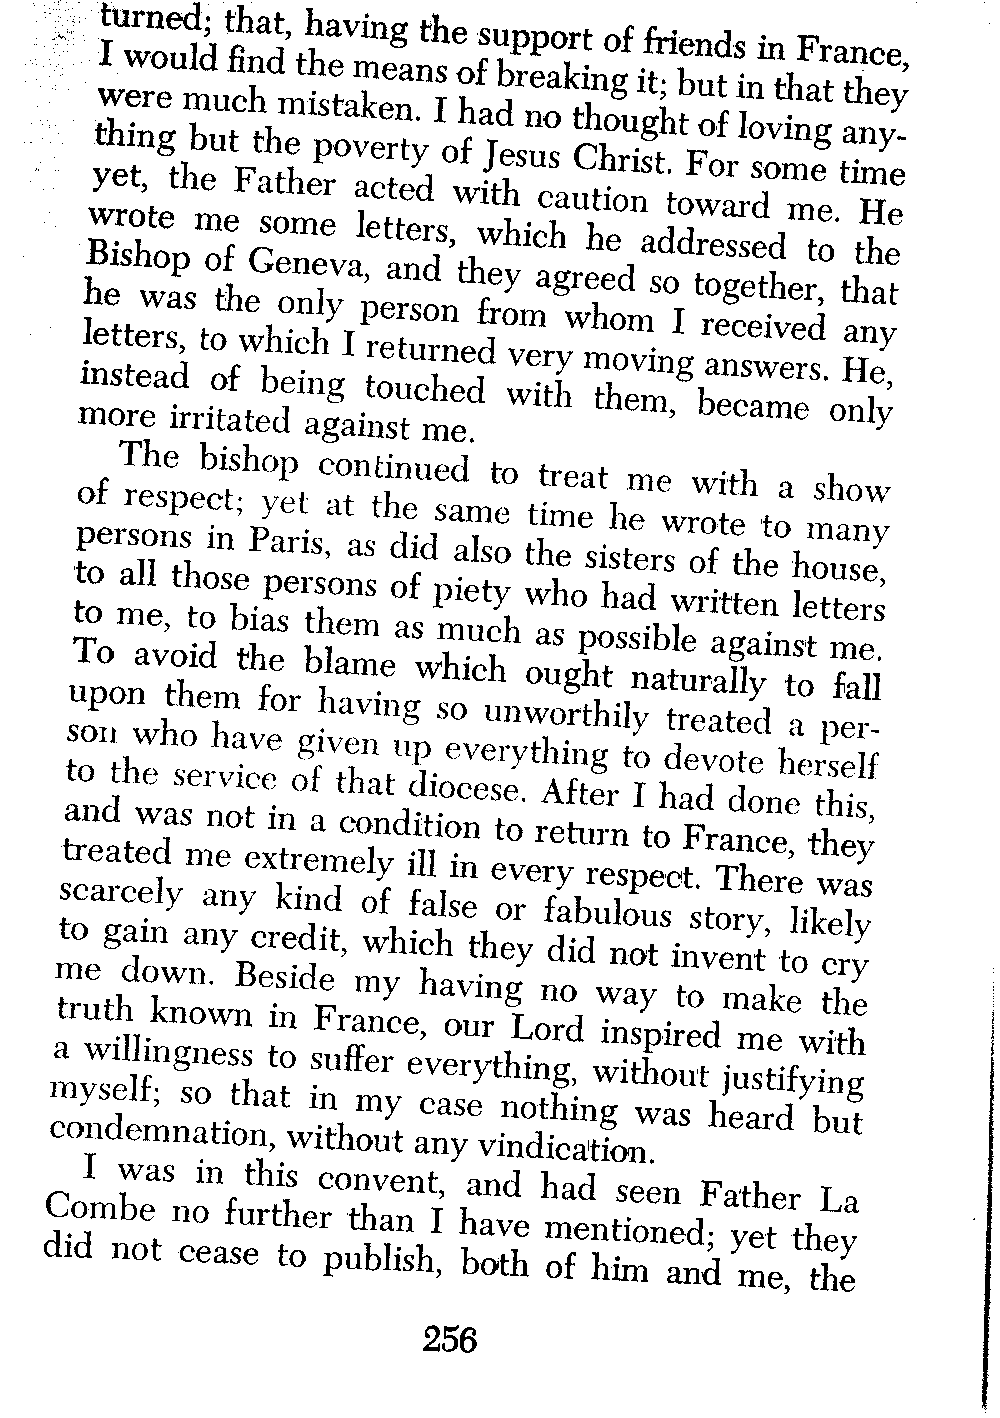 turned; that, having the support of friends in France,
I would find the means of breaking it; but in that they
were much mistaken. I had no thought of loving any-
thing but the poverty of Jesus Christ. For some time
yet, the Father acted with caution toward me. He
wrote me some letters, which he addressed to the
Bishop of Geneva, and they agreed so together, that
he was the only person from whom I received any
letters, to which I returned very moving answers. He,
instead of being touched with them, became only
more irritated against me.
The bishop continued to treat me with a show
of respect; yet at the same time he wrote to many
persons in Paris, as did also the sisters of the house,
to all those persons of piety who had written letters
to me, to bias them as much as possible against me.
To avoid the blame which ought naturally to fall
upon them for having so unworthily treated a per-
son who have given up everything to devote herself
to the service of that diocese. After I had done this,
and was not in a condition to return to France, they
treated me extremely ill in every respect. There was
scarcely any kind of false or fabulous story, likely
to gain any credit, which they did not invent to cry
me down. Beside my having no way to make the
truth known in France, our Lord inspired me with
a willingness to suffer everything, without justifying
myself; so that in my case nothing was heard but
condemnation, without any vindication.
I was in this convent, and had seen Father La
Combe no further than I have mentioned; yet they
did not cease to publish, both of him and me, the
256